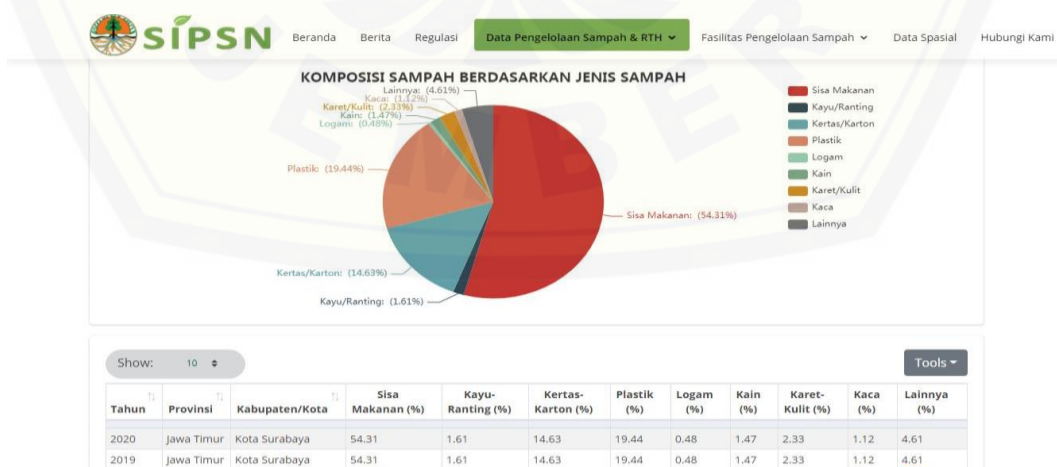 SIPSN
Beranda Berita Regulasi Data Pengelolaan Sampah & RTH Fasilitas Pengelolaan Sampah Data Spasial Hubungi Kami
KOMPOSISI SAMPAH BERDASARKAN JENIS SAMPAH
Lainnya: (4.61%)
Kaca: (1.12%)
Karet/Kulit: (2.33%)
Kain: (1.47%)
Logam: (0.48%)
Plastik: (19.44%)
Sisa Makanan: (54.31%)
Kertas/Karton: (14.63%)
Kayu/Ranting: (1.61%)
Sisa Makanan
Kayu/Ranting
Kertas/Karton
Plastik
Logam
Kain
Karet/Kulit
Kaca
Lainnya
Show: 10
Tools
Tahun Provinsi Kabupaten/Kota Sisa Makanan (%) Kayu-Ranting (%) Kertas-Karton (%) Plastik (%) Logam (%) Kain (%) Karet-Kulit (%) Kaca (%) Lainnya (%)
2020 Jawa Timur Kota Surabaya 54.31 1.61 14.63 19.44 0.48 1.47 2.33 1.12 4.61
2019 Jawa Timur Kota Surabaya 54.31 1.61 14.63 19.44 0.48 1.47 2.33 1.12 4.61